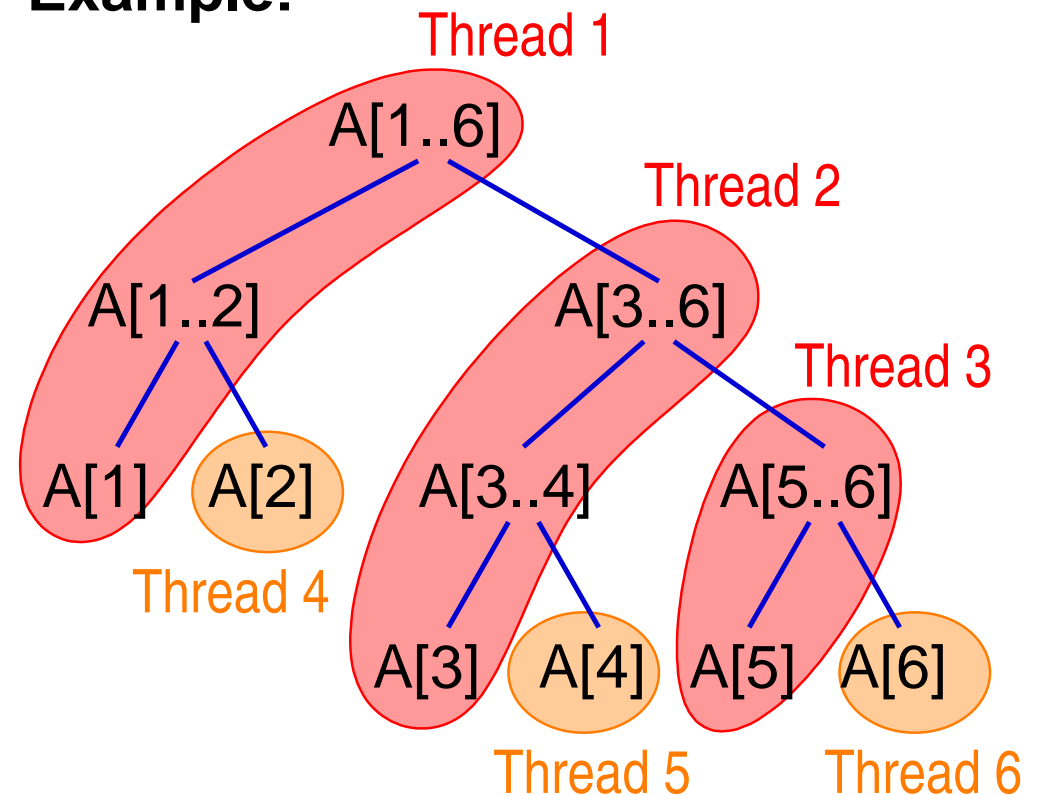 Example:
Thread 1
A[1..6]
Thread 2
A[1..2]
A[3..6]
Thread 3
A[1]
A[2]
A[3..4]
A[5..6]
Thread 4
A[3]
A[4]
A[5]
A[6]
Thread 5
Thread 6